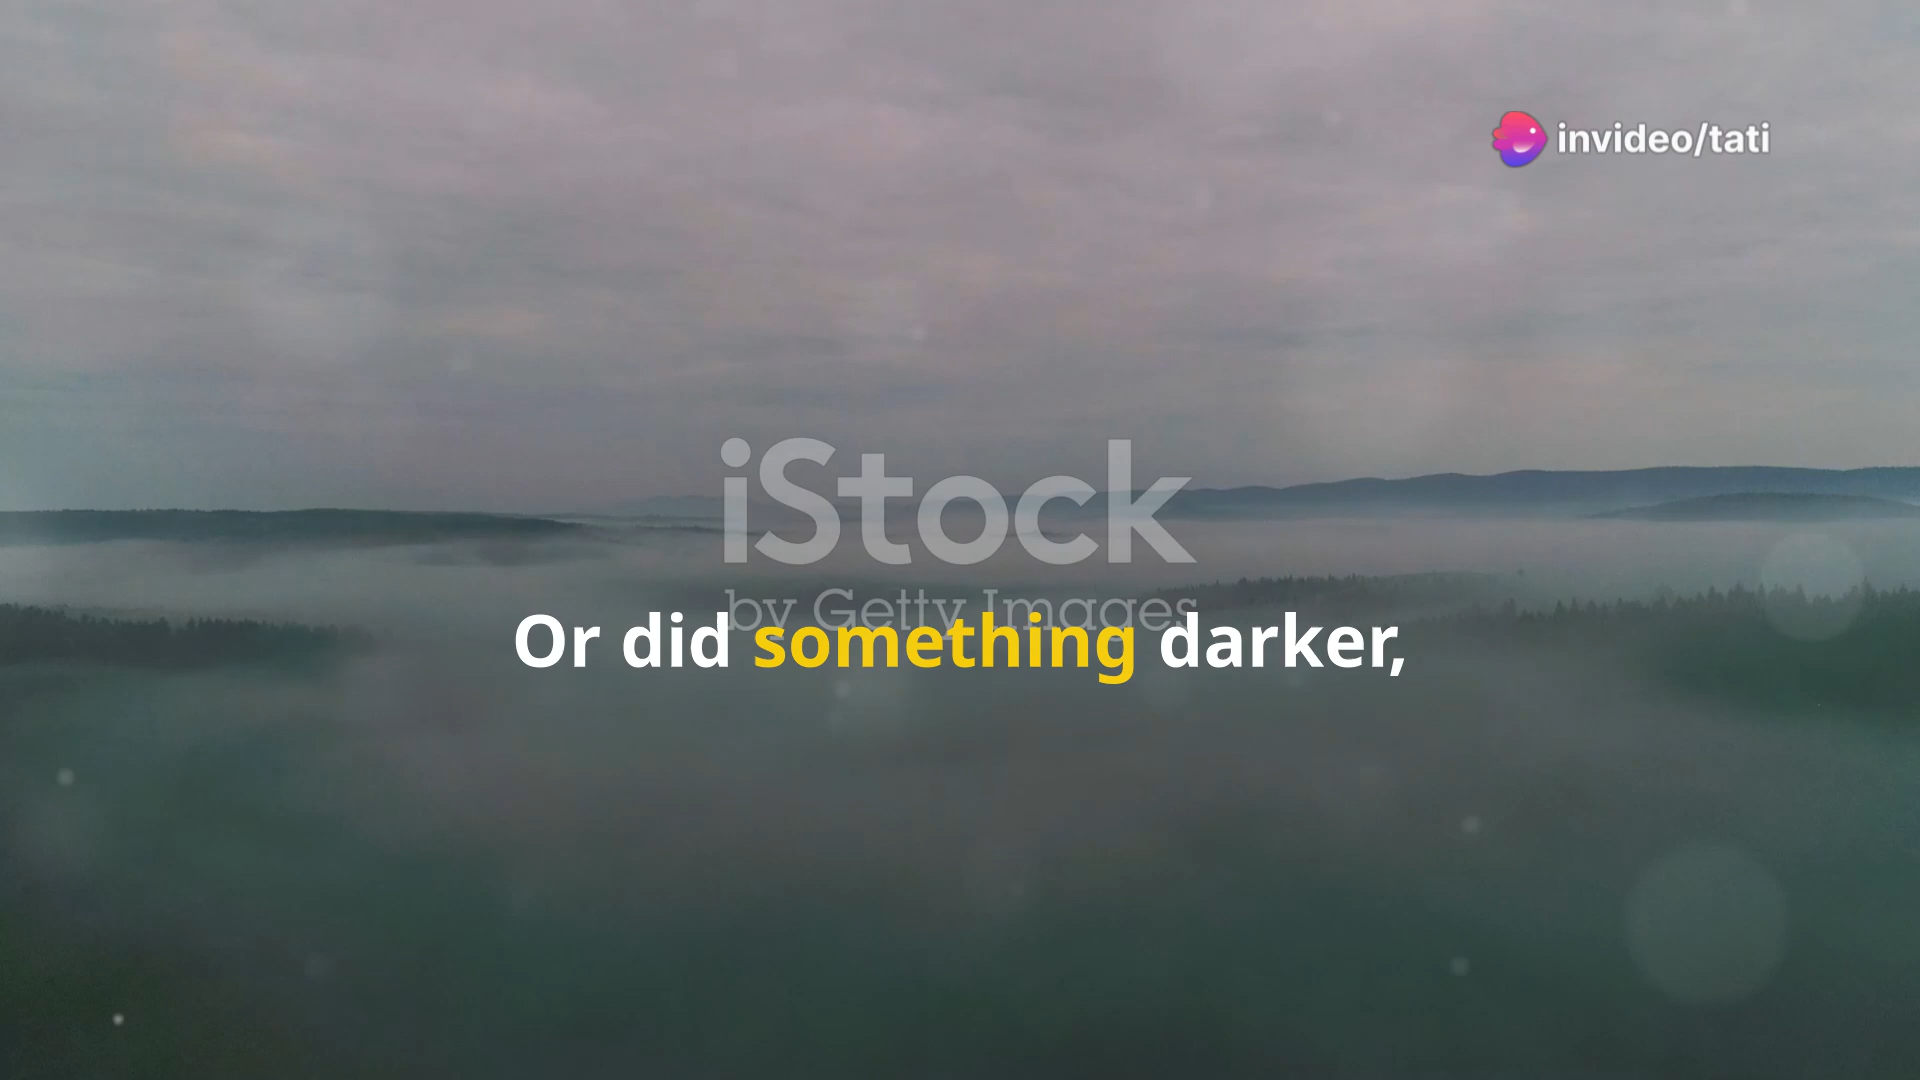 invideo/tati
iStock
by Getty Images
Or did something darker,